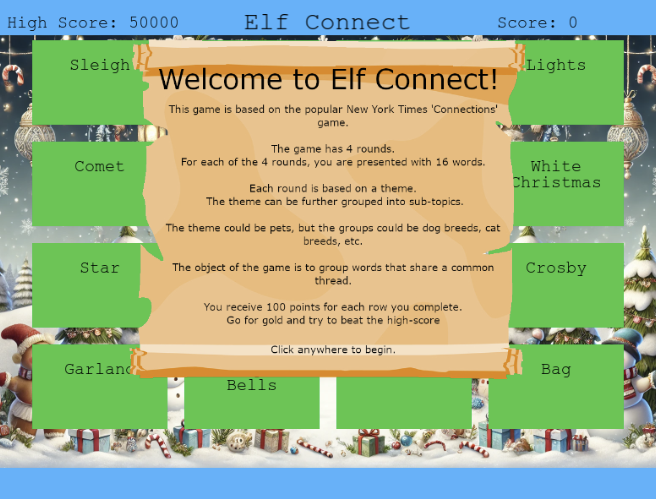 High Score: 50000
Elf Connect
Score: 0
Sleigh
Lights
Welcome to Elf Connect!
This game is based on the popular New York Times 'Connections'
game.
The game has 4 rounds.
For each of the 4 rounds, you are presented with 16 words.
Comet
White
Christmas
Each round is based on a theme.
The theme can be further grouped into sub-topics.
The theme could be pets, but the groups could be dog breeds, cat
breeds, etc.
Star
Crosby
The object of the game is to group words that share a common
thread.
You receive 100 points for each row you complete.
Go for gold and try to beat the high-score
Click anywhere to begin.
Garland
Bells
Bag